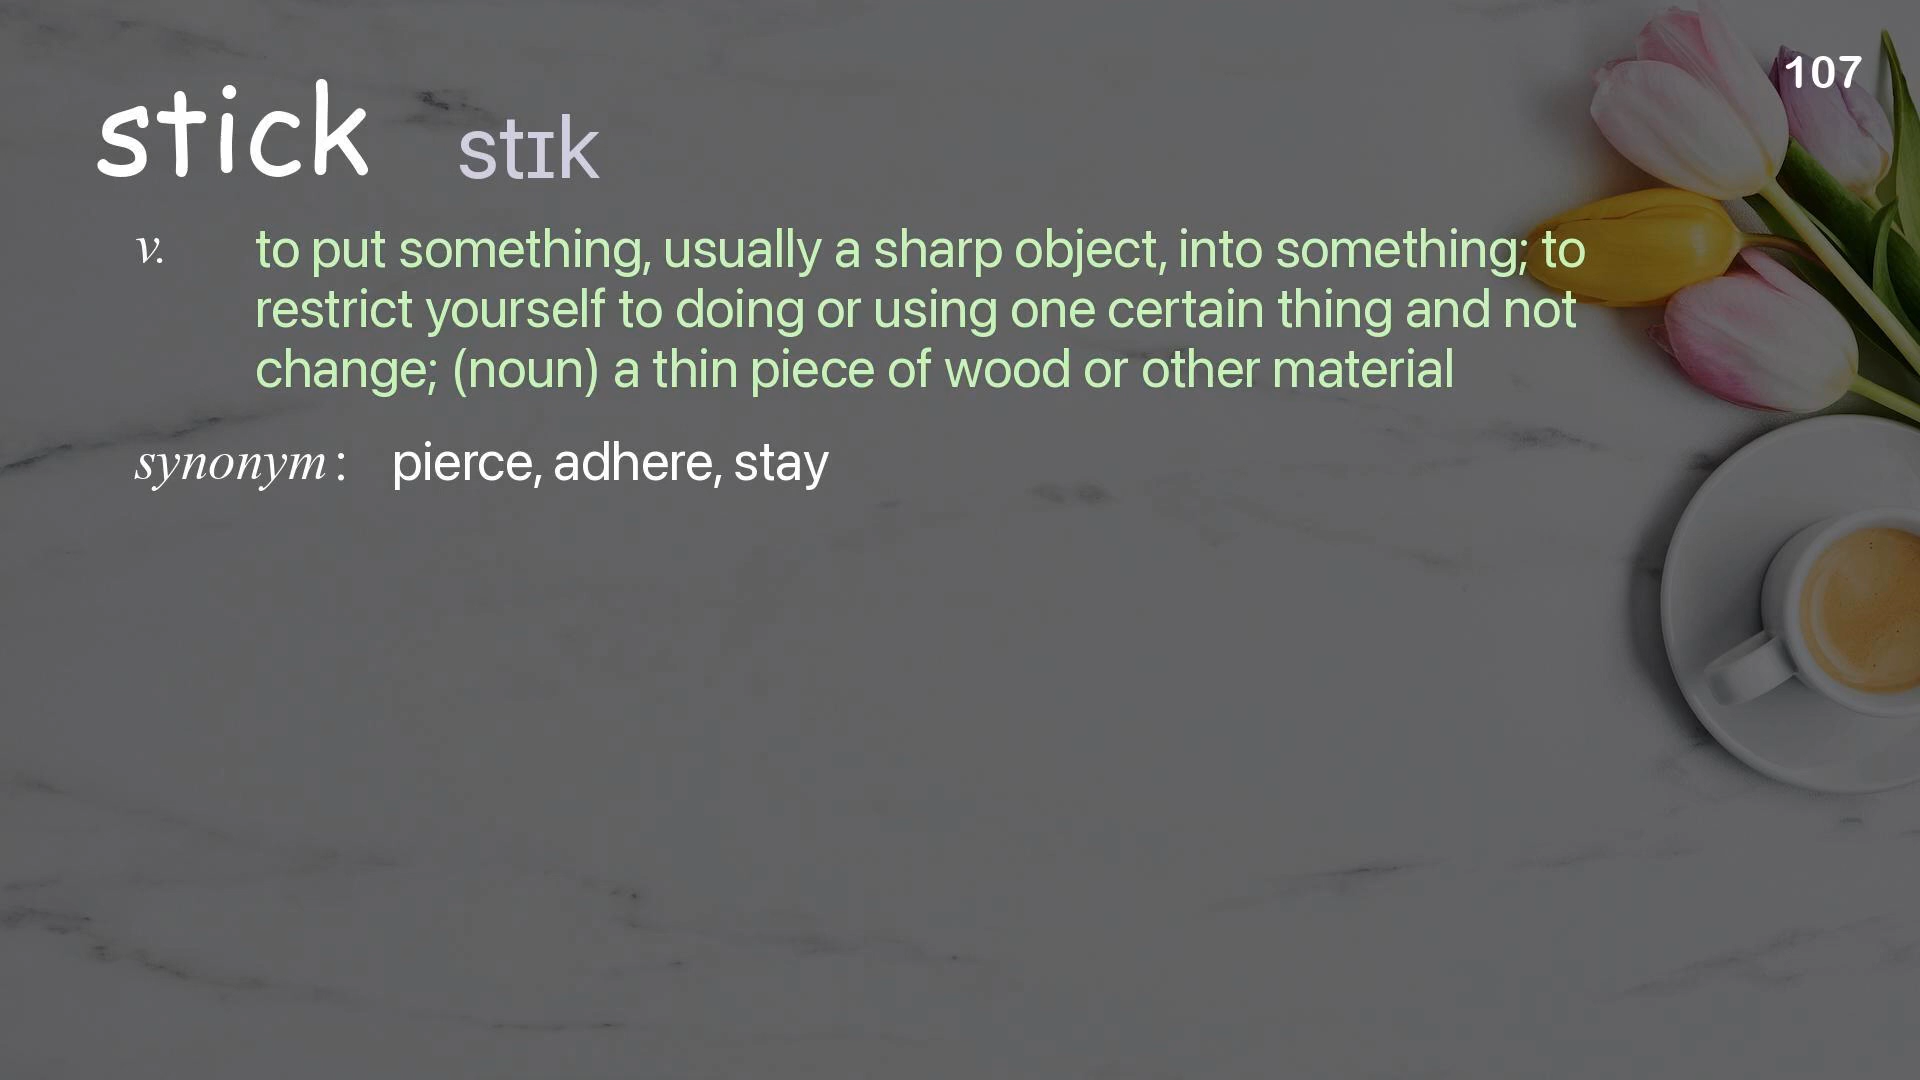 107
stick stɪk
v. to put something, usually a sharp object, into something; to
restrict yourself to doing or using one certain thing and not
change; (noun) a thin piece of wood or other material
synonym : pierce, adhere, stay